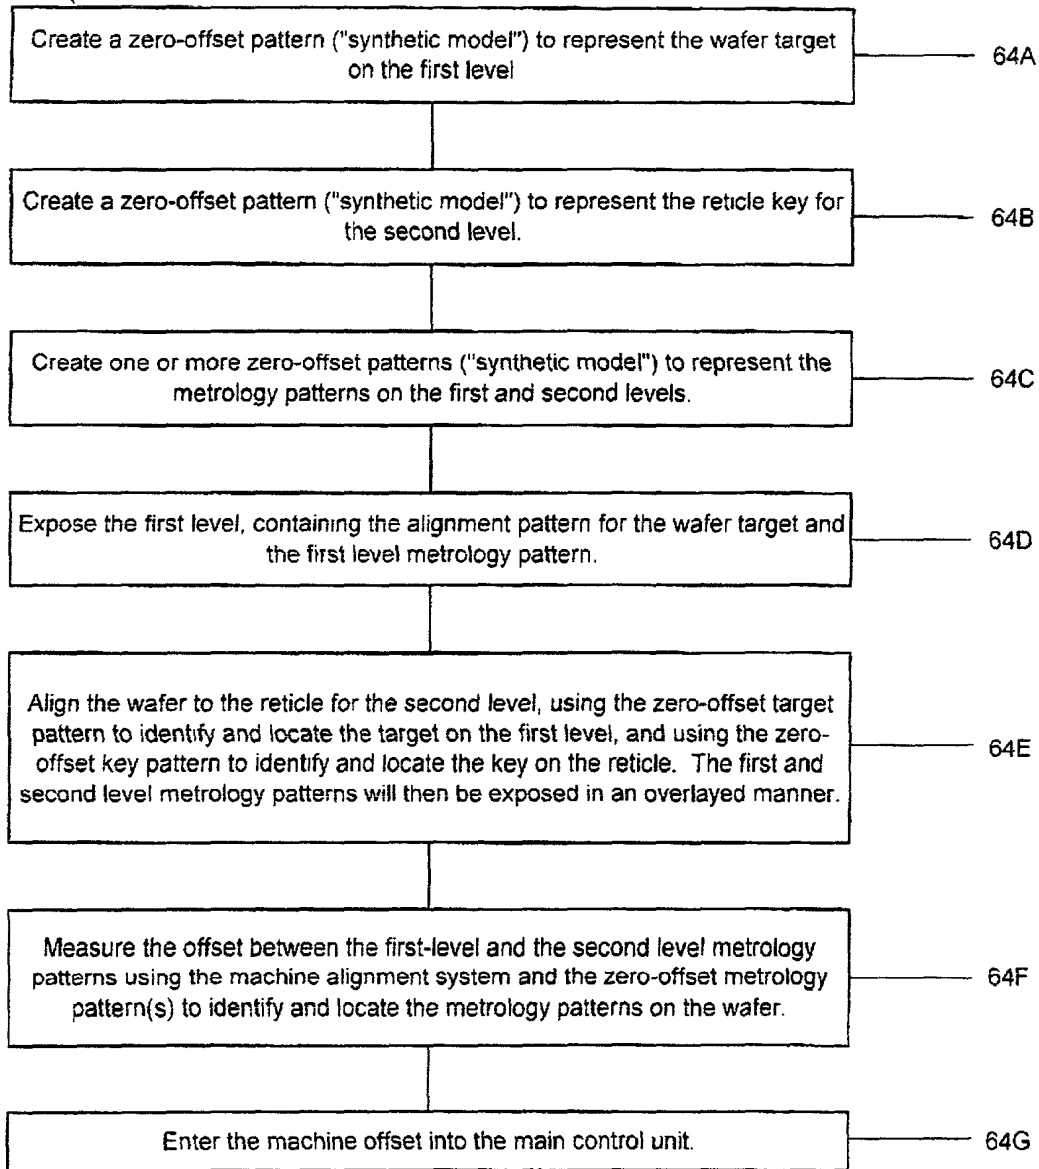 Create a zero-offset pattern ("synthetic model") to represent the wafer target
on the first level
64A
Create a zero-offset pattern ("synthetic model") to represent the reticle key for
the second level.
64B
Create one or more zero-offset patterns ("synthetic model") to represent the
metrology patterns on the first and second levels.
64C
Expose the first level, containing the alignment pattern for the wafer target and
the first level metrology pattern.
64D
Align the wafer to the reticle for the second level, using the zero-offset target
pattern to identify and locate the target on the first level, and using the zero-
offset key pattern to identify and locate the key on the reticle. The first and
second level metrology patterns will then be exposed in an overlayed manner.
64E
Measure the offset between the first-level and the second level metrology
patterns using the machine alignment system and the zero-offset metrology
pattern(s) to identify and locate the metrology patterns on the wafer.
64F
Enter the machine offset into the main control unit.
64G